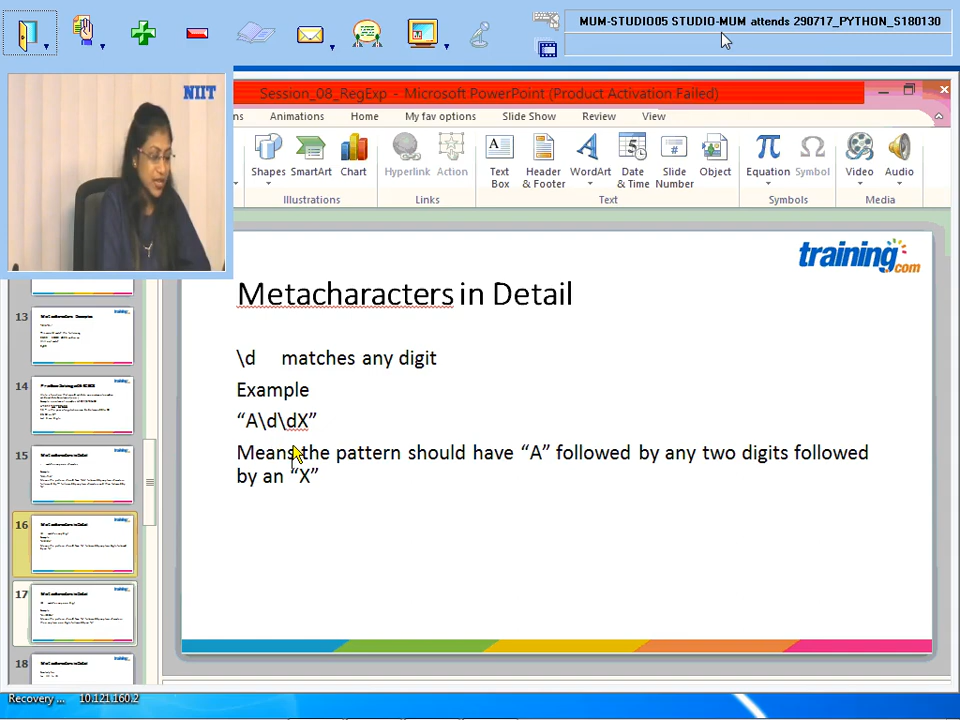 MUM-STUDIO05 STUDIO-MUM attends 290717_PYTHON_S180130
NIIT
Session_08_RegExp - Microsoft PowerPoint (Product Activation Failed)
ns Animations Home My fav options Slide Show Review View
Shapes SmartArt Chart Hyperlink Action Text Box Header & Footer WordArt Date & Time Slide Number Object Equation Symbol Video Audio
Illustrations Links Text Symbols Media
training.com
Metacharacters in Detail
\d matches any digit
Example
“A\d\dX”
Means the pattern should have “A” followed by any two digits followed
by an “X”
13
14
15
16
17
18
Recovery ... 10.121.160.2